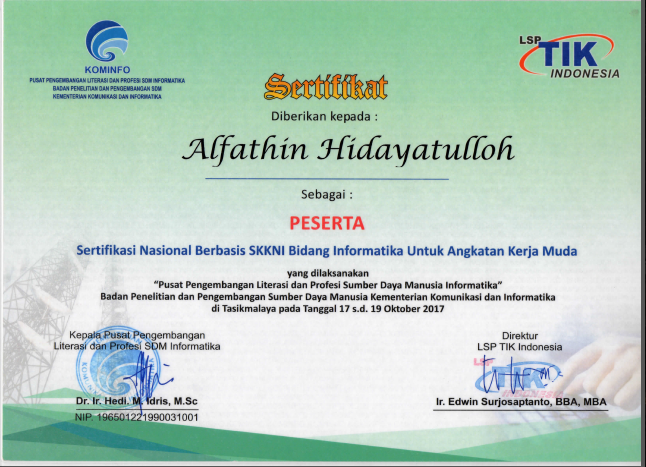 KOMINFO
PUSAT PENGEMBANGAN LITERASI DAN PROFESI SDM INFORMATIKA
BADAN PENELITIAN DAN PENGEMBANGAN SDM
KEMENTERIAN KOMUNIKASI DAN INFORMATIKA
LSP
TIK
INDONESIA
Sertifikat
Diberikan kepada :
Alfathin Hidayatulloh
Sebagai :
PESERTA
Sertifikasi Nasional Berbasis SKKNI Bidang Informatika Untuk Angkatan Kerja Muda
yang dilaksanakan
“Pusat Pengembangan Literasi dan Profesi Sumber Daya Manusia Informatika”
Badan Penelitian dan Pengembangan Sumber Daya Manusia Kementerian Komunikasi dan Informatika
di Tasikmalaya pada Tanggal 17 s.d. 19 Oktober 2017
Kepala Pusat Pengembangan
Literasi dan Profesi SDM Informatika
Dr. Ir. Hedi. M. Idris, M.Sc
NIP. 196501221990031001
Direktur
LSP TIK Indonesia
TIK
Ir. Edwin Surjosaptanto, BBA, MBA